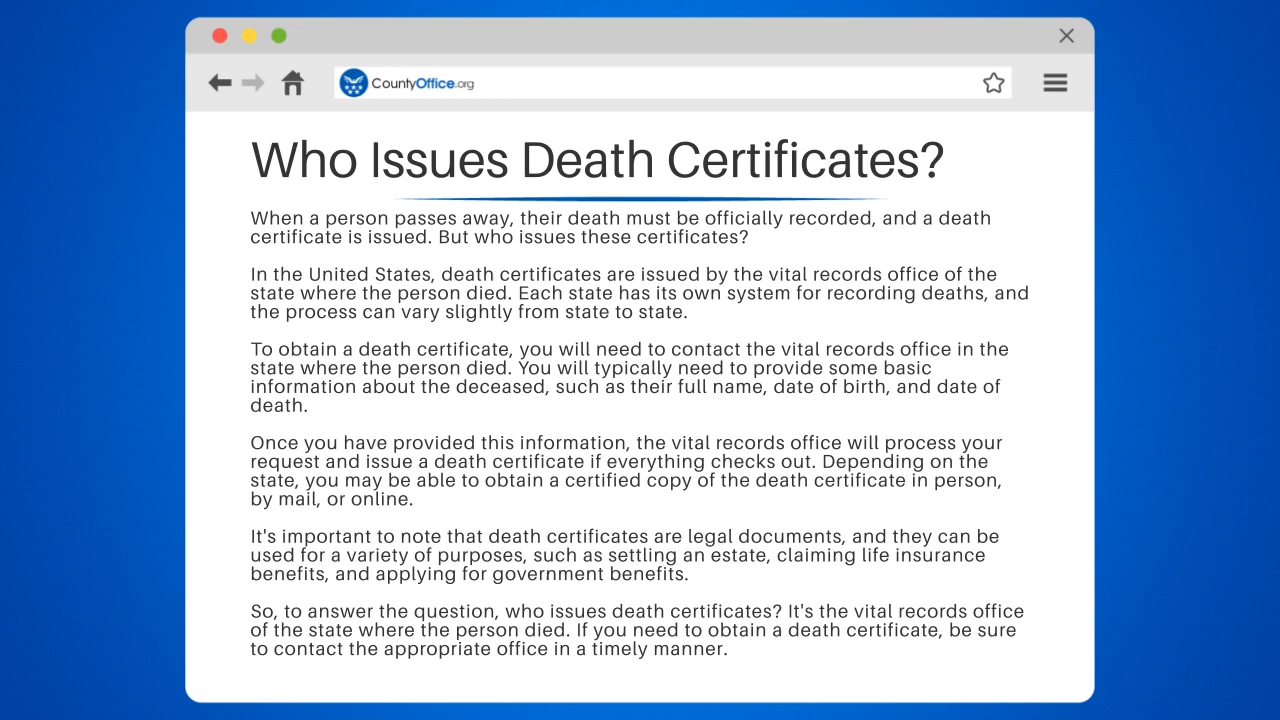 CountyOffice.org
Who Issues Death Certificates?
When a person passes away, their death must be officially recorded, and a death
certificate is issued. But who issues these certificates?
In the United States, death certificates are issued by the vital records office of the
state where the person died. Each state has its own system for recording deaths, and
the process can vary slightly from state to state.
To obtain a death certificate, you will need to contact the vital records office in the
state where the person died. You will typically need to provide some basic
information about the deceased, such as their full name, date of birth, and date of
death.
Once you have provided this information, the vital records office will process your
request and issue a death certificate if everything checks out. Depending on the
state, you may be able to obtain a certified copy of the death certificate in person,
by mail, or online.
It's important to note that death certificates are legal documents, and they can be
used for a variety of purposes, such as settling an estate, claiming life insurance
benefits, and applying for government benefits.
So, to answer the question, who issues death certificates? It's the vital records office
of the state where the person died. If you need to obtain a death certificate, be sure
to contact the appropriate office in a timely manner.